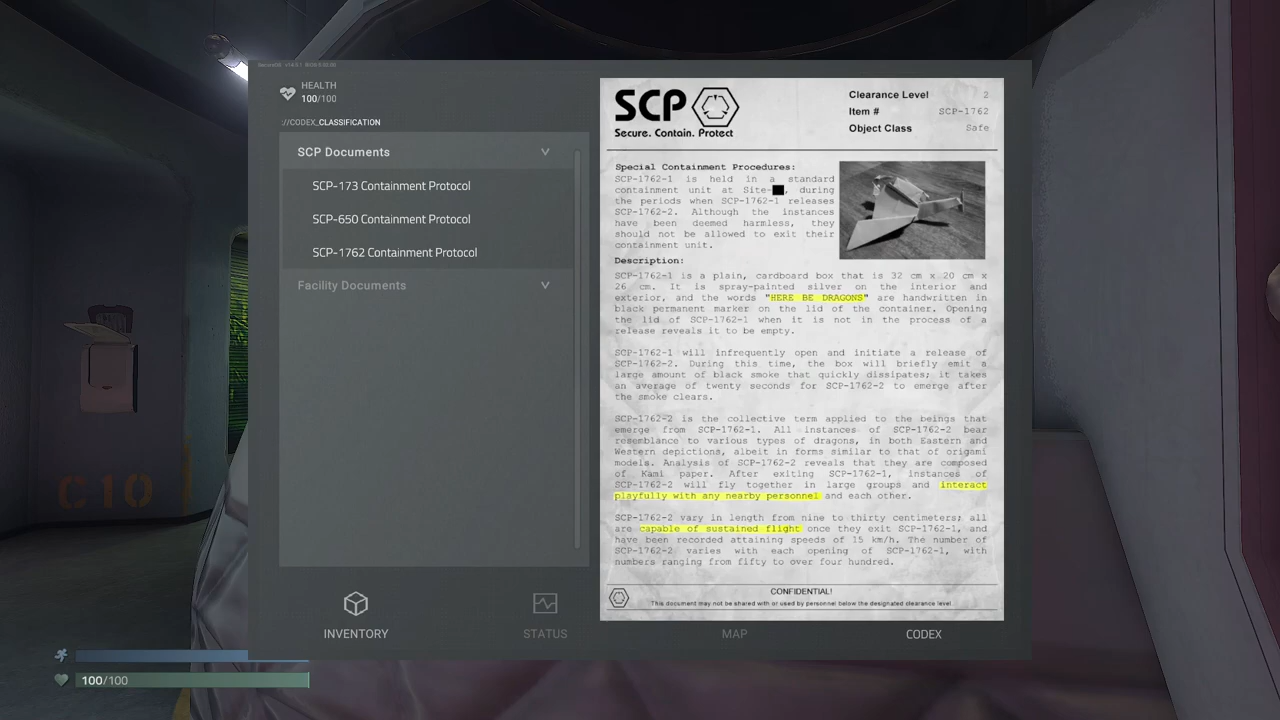 HEALTH
100/100
://CODEX_CLASSIFICATION
SCP Documents
SCP-173 Containment Protocol
SCP-650 Containment Protocol
SCP-1762 Containment Protocol
Facility Documents
SCP
Secure. Contain. Protect
Clearance Level 2
Item # SCP-1762
Object Class Safe
Special Containment Procedures:
SCP-1762-1 is held in a standard
containment unit at Site-██, during
the periods when SCP-1762-1 releases
SCP-1762-2. Although the instances
have been deemed harmless, they
should not be allowed to exit their
containment unit.
Description:
SCP-1762-1 is a plain, cardboard box that is 32 cm x 20 cm x
26 cm. It is spray-painted silver on the interior and
exterior, and the words "HERE BE DRAGONS" are handwritten in
black permanent marker on the lid of the container. Opening
the lid of SCP-1762-1 when it is not in the process of a
release reveals it to be empty.
SCP-1762-1 will infrequently open and initiate a release of
SCP-1762-2. During this time, the box will briefly emit a
large amount of black smoke that quickly dissipates; it takes
an average of twenty seconds for SCP-1762-2 to emerge after
the smoke clears.
SCP-1762-2 is the collective term applied to the beings that
emerge from SCP-1762-1. All instances of SCP-1762-2 bear
resemblance to various types of dragons, in both Eastern and
Western depictions, albeit in forms similar to that of origami
models. Analysis of SCP-1762-2 reveals that they are composed
of Kami paper. After exiting SCP-1762-1, instances of
SCP-1762-2 will fly together in large groups and interact
playfully with any nearby personnel and each other.
SCP-1762-2 vary in length from nine to thirty centimeters; all
are capable of sustained flight once they exit SCP-1762-1, and
have been recorded attaining speeds of 15 km/h. The number of
SCP-1762-2 varies with each opening of SCP-1762-1, with
numbers ranging from fifty to over four hundred.
CONFIDENTIAL!
This document may not be shared with or used by personnel below the designated clearance level.
INVENTORY
STATUS
MAP
CODEX
100/100
C10